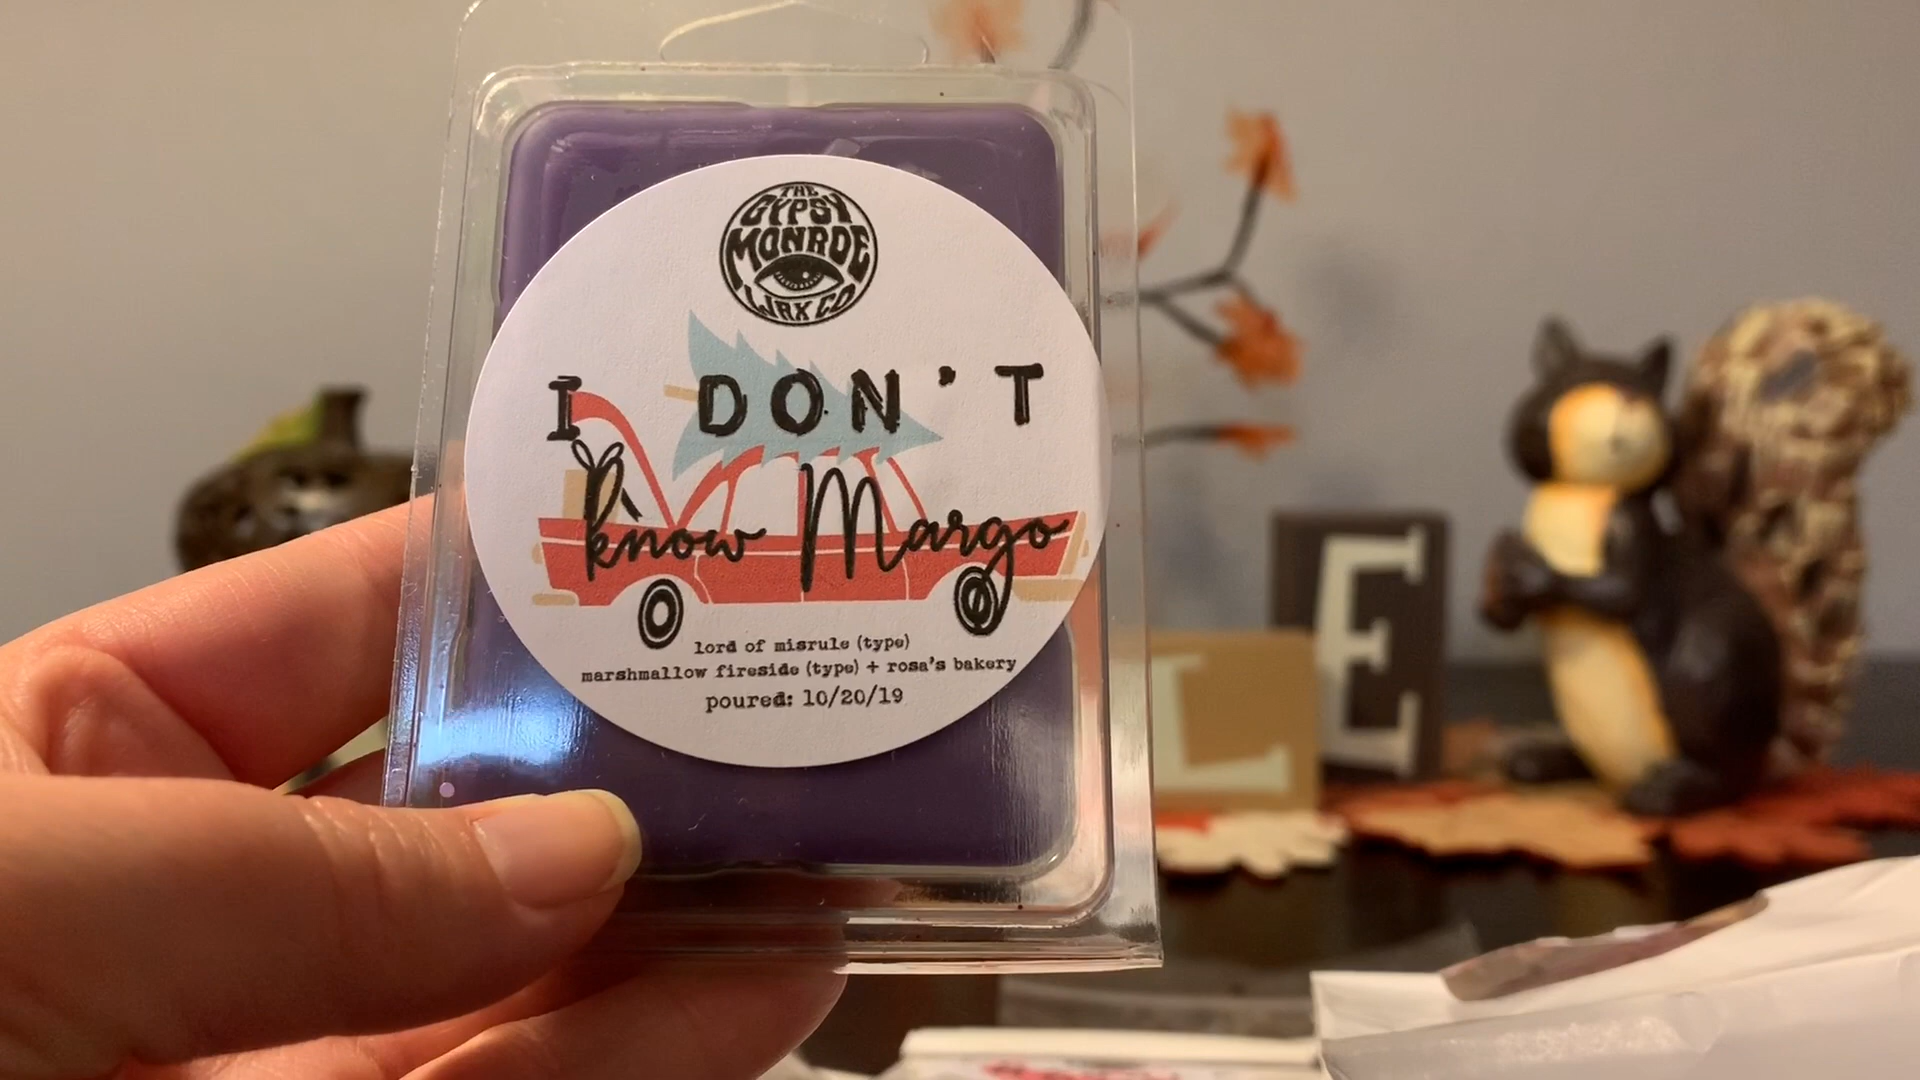 THE
GYPSY
MONROE
WAX CO
I DON'T
know Margo
lord of misrule (type)
marshmallow fireside (type) + rosa's bakery
poured: 10/20/19
L E